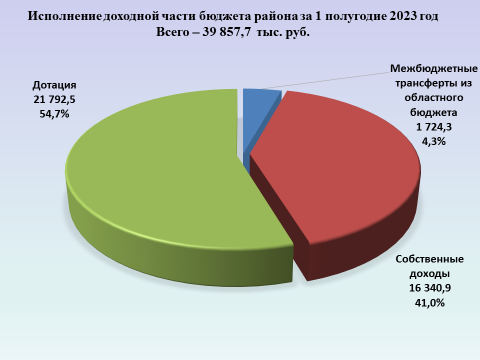 Исполнение доходной части бюджета района за 1 полугодие 2023 год
Всего – 39 857,7 тыс. руб.
Дотация
21 792,5
54,7%
Межбюджетные
трансферты из
областного
бюджета
1 724,3
4,3%
Собственные
доходы
16 340,9
41,0%